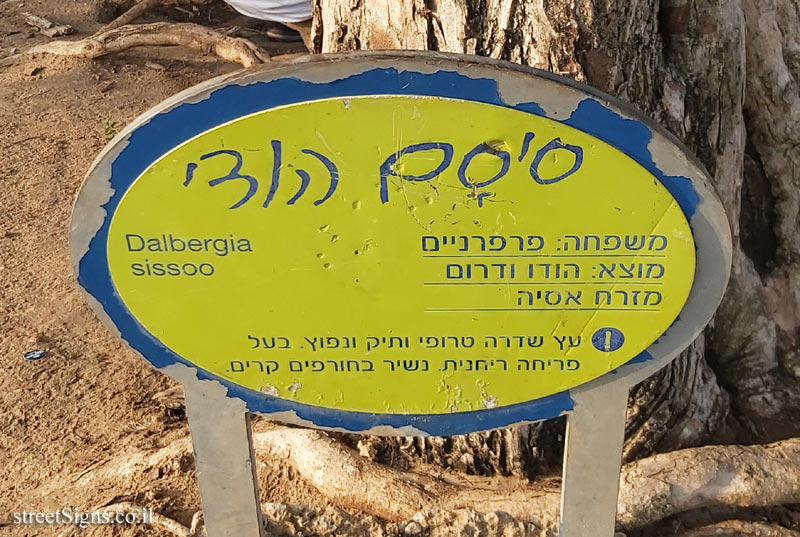 סיסָם הודי
Dalbergia
sissoo
משפחה: פרפרניים
מוצא: הודו ודרום
מזרח אסיה
עץ שדרה טרופי ותיק ונפוץ. בעל
פריחה ריחנית. נשיר בחורפים קרים.
streetSigns.co.il